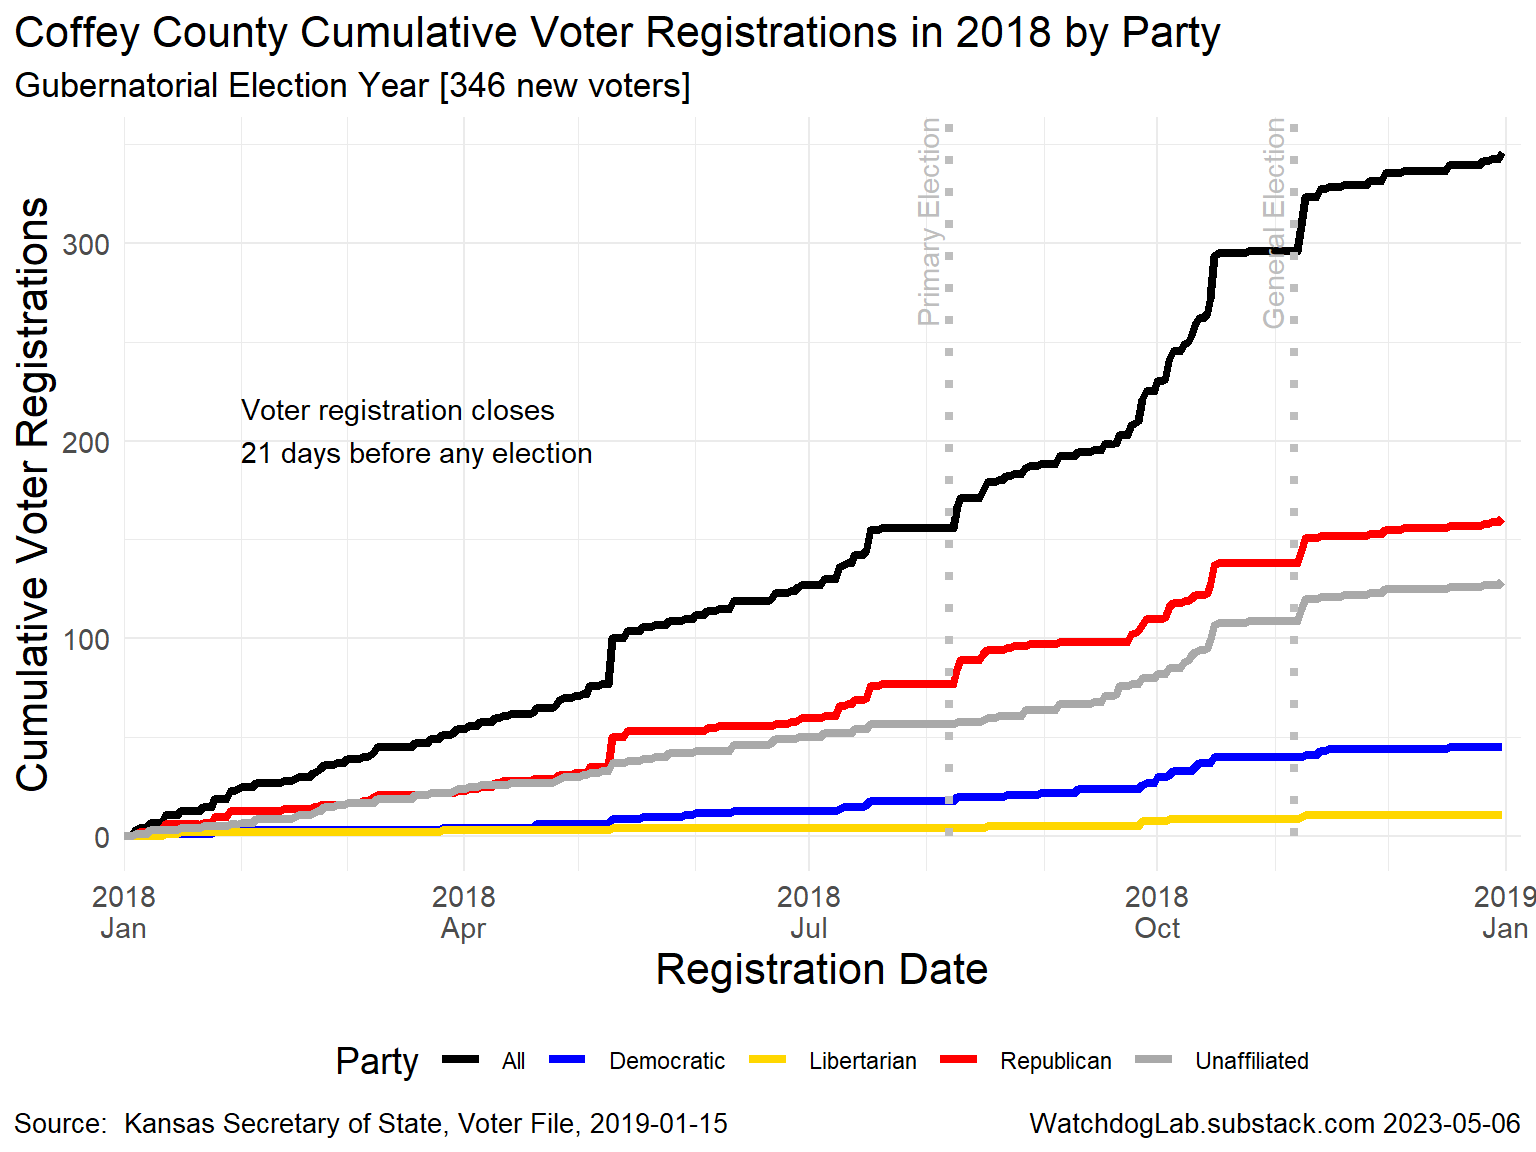 Coffey County Cumulative Voter Registrations in 2018 by Party
Gubernatorial Election Year [346 new voters]
Cumulative Voter Registrations
300
200
100
0
Primary Election
General Election
Voter registration closes
21 days before any election
2018 2018 2018 2018 2019
Jan Apr Jul Oct Jan
Registration Date
Party All Democratic Libertarian Republican Unaffiliated
Source:  Kansas Secretary of State, Voter File, 2019-01-15
WatchdogLab.substack.com 2023-05-06